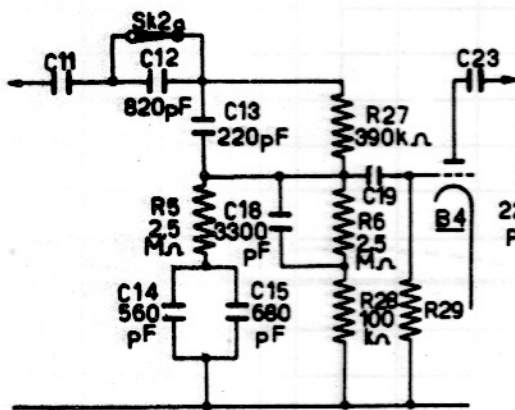 Sk2a
C11
C12
820pF
C23
C13
220pF
R27
390kΩ
C19
R5
2,5
MΩ
C18
3300
pF
R6
2,5
MΩ
B4
22
P
C14
560
pF
C15
680
pF
R28
100
kΩ
R29